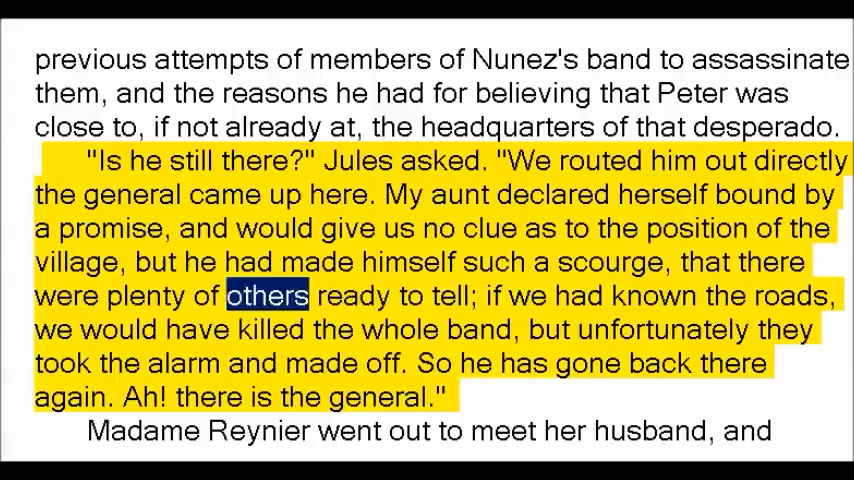 previous attempts of members of Nunez's band to assassinate
them, and the reasons he had for believing that Peter was
close to, if not already at, the headquarters of that desperado.
"Is he still there?" Jules asked. "We routed him out directly
the general came up here. My aunt declared herself bound by
a promise, and would give us no clue as to the position of the
village, but he had made himself such a scourge, that there
were plenty of others ready to tell; if we had known the roads,
we would have killed the whole band, but unfortunately they
took the alarm and made off. So he has gone back there
again. Ah! there is the general."
Madame Reynier went out to meet her husband, and